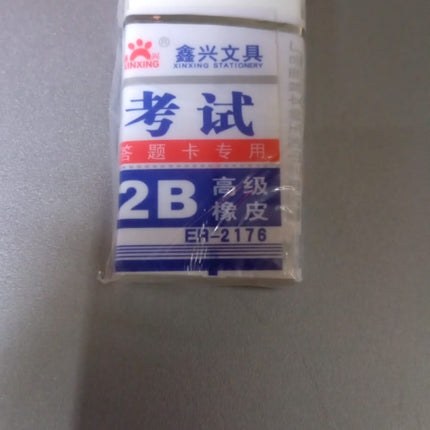 XINXING ® 鑫兴文具
XINXING STATIONERY
考试
答题卡专用
2B 高级橡皮
ER-2176